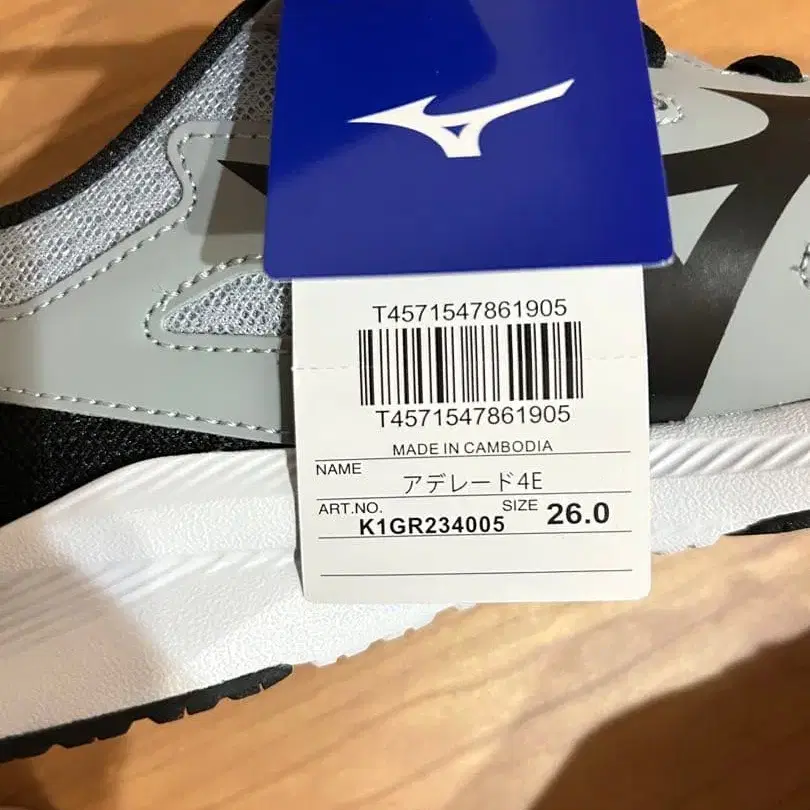 T4571547861905
T4571547861905
MADE IN CAMBODIA
NAME
アデレード4E
ART.NO. K1GR234005 SIZE 26.0